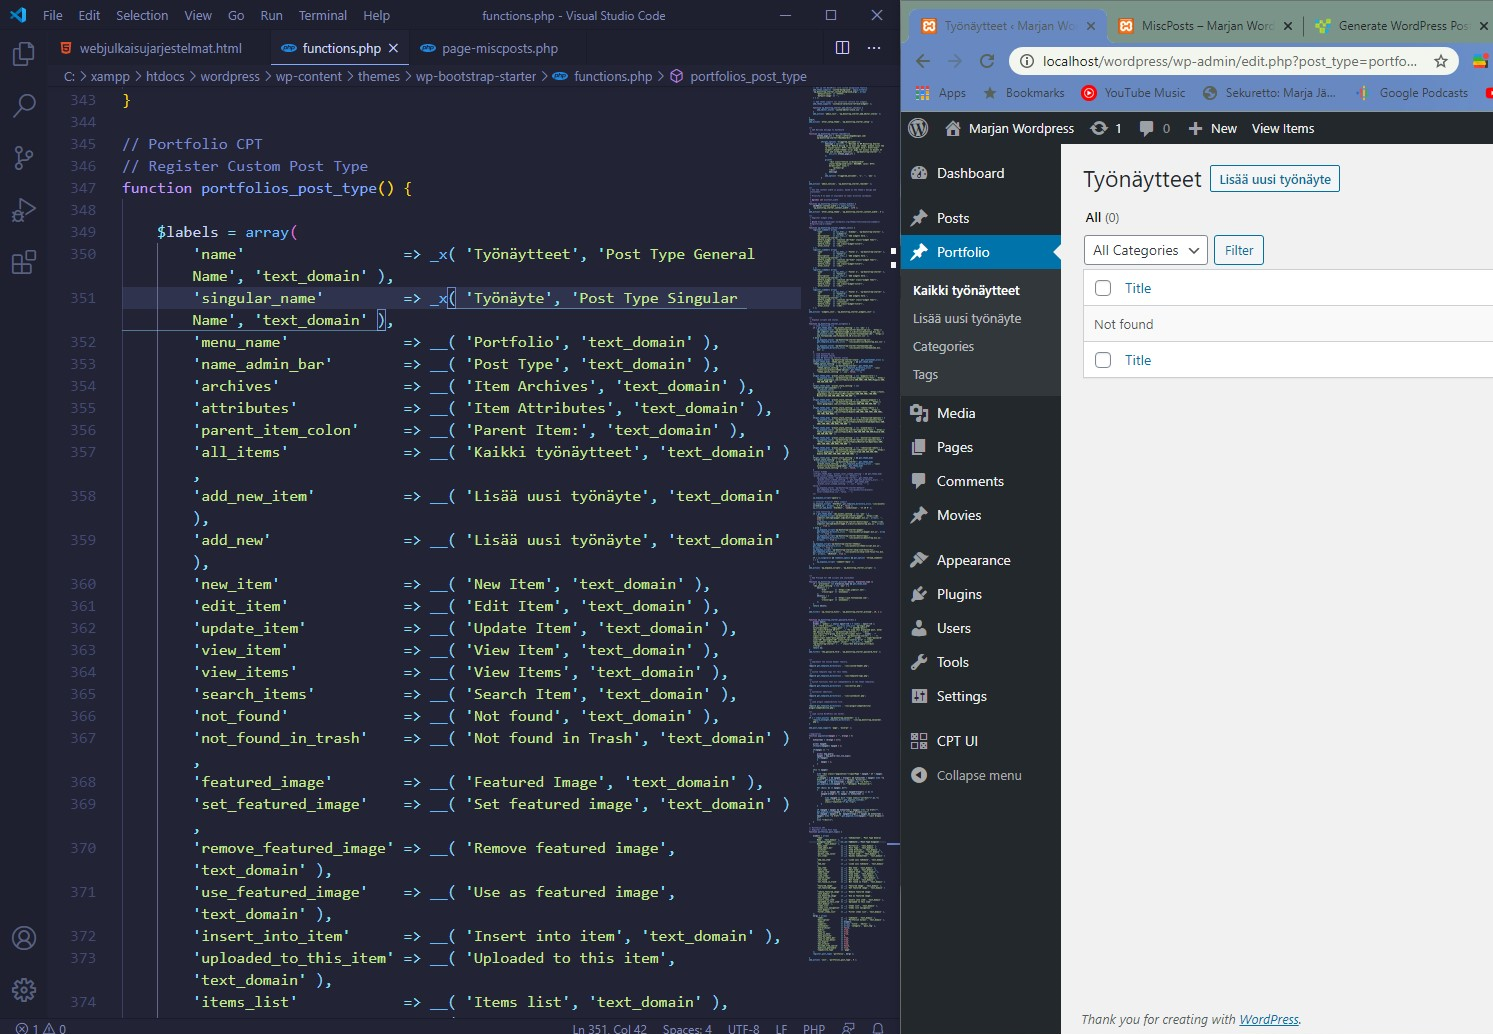 File Edit Selection View Go Run Terminal Help functions.php - Visual Studio Code
webjulkaisujarjestelmat.html functions.php page-miscposts.php
C: > xampp > htdocs > wordpress > wp-content > themes > wp-bootstrap-starter > functions.php > portfolios_post_type
343 }
344
345 // Portfolio CPT
346 // Register Custom Post Type
347 function portfolios_post_type() {
348
349 $labels = array(
350 'name' => _x( 'Työnäytteet', 'Post Type General
Name', 'text_domain' ),
351 'singular_name' => _x( 'Työnäyte', 'Post Type Singular
Name', 'text_domain' ),
352 'menu_name' => __( 'Portfolio', 'text_domain' ),
353 'name_admin_bar' => __( 'Post Type', 'text_domain' ),
354 'archives' => __( 'Item Archives', 'text_domain' ),
355 'attributes' => __( 'Item Attributes', 'text_domain' ),
356 'parent_item_colon' => __( 'Parent Item:', 'text_domain' ),
357 'all_items' => __( 'Kaikki työnäytteet', 'text_domain' )
,
358 'add_new_item' => __( 'Lisää uusi työnäyte', 'text_domain'
),
359 'add_new' => __( 'Lisää uusi työnäyte', 'text_domain'
),
360 'new_item' => __( 'New Item', 'text_domain' ),
361 'edit_item' => __( 'Edit Item', 'text_domain' ),
362 'update_item' => __( 'Update Item', 'text_domain' ),
363 'view_item' => __( 'View Item', 'text_domain' ),
364 'view_items' => __( 'View Items', 'text_domain' ),
365 'search_items' => __( 'Search Item', 'text_domain' ),
366 'not_found' => __( 'Not found', 'text_domain' ),
367 'not_found_in_trash' => __( 'Not found in Trash', 'text_domain' )
,
368 'featured_image' => __( 'Featured Image', 'text_domain' ),
369 'set_featured_image' => __( 'Set featured image', 'text_domain' )
,
370 'remove_featured_image' => __( 'Remove featured image',
'text_domain' ),
371 'use_featured_image' => __( 'Use as featured image',
'text_domain' ),
372 'insert_into_item' => __( 'Insert into item', 'text_domain' ),
373 'uploaded_to_this_item' => __( 'Uploaded to this item',
'text_domain' ),
374 'items_list' => __( 'Items list', 'text_domain' ),
1 0 Ln 351, Col 42 Spaces: 4 UTF-8 LF PHP
Työnäytteet ‹ Marjan Wo MiscPosts – Marjan Word Generate WordPress Pos
localhost/wordpress/wp-admin/edit.php?post_type=portfo...
Apps Bookmarks YouTube Music Sekuretto: Marja Jä... Google Podcasts
Marjan Wordpress 1 0 New View Items
Dashboard
Posts
Portfolio
Kaikki työnäytteet
Lisää uusi työnäyte
Categories
Tags
Media
Pages
Comments
Movies
Appearance
Plugins
Users
Tools
Settings
CPT UI
Collapse menu
Työnäytteet Lisää uusi työnäyte
All (0)
All Categories Filter
Title
Not found
Title
Thank you for creating with WordPress.